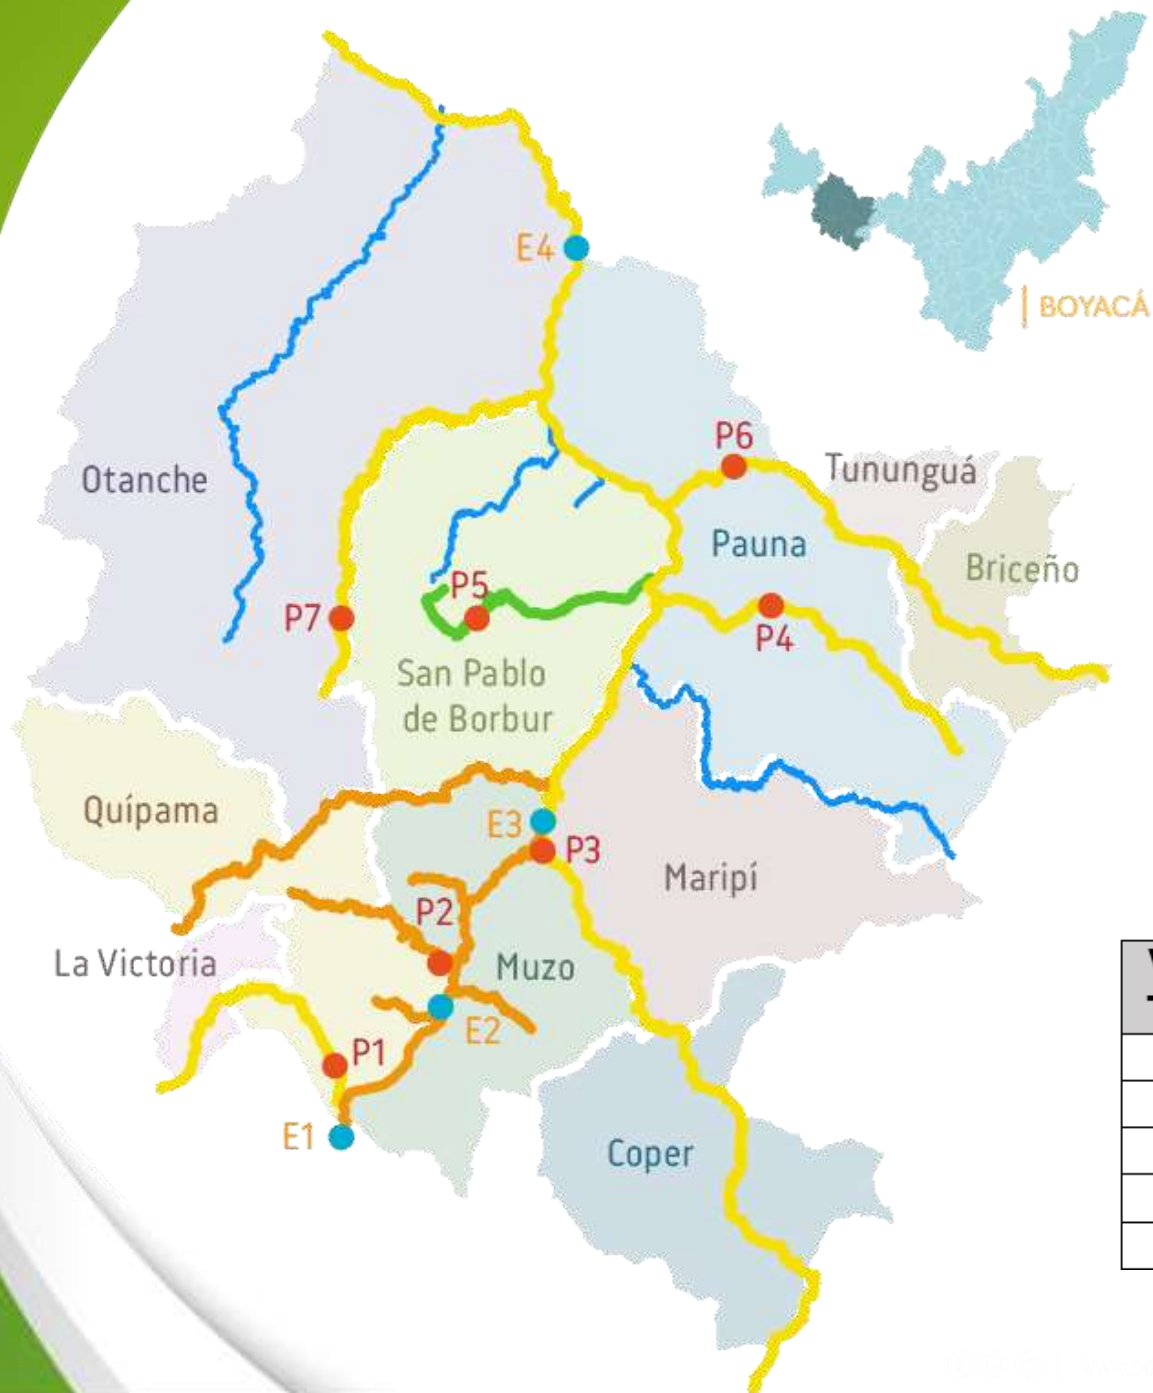 E4
BOYACÁ
P6
Otanche
Tununguá
Pauna
Briceño
P5
P7
P4
San Pablo
de Borbur
Quípama
E3
P3
Maripí
P2
La Victoria
Muzo
E2
P1
E1
Coper